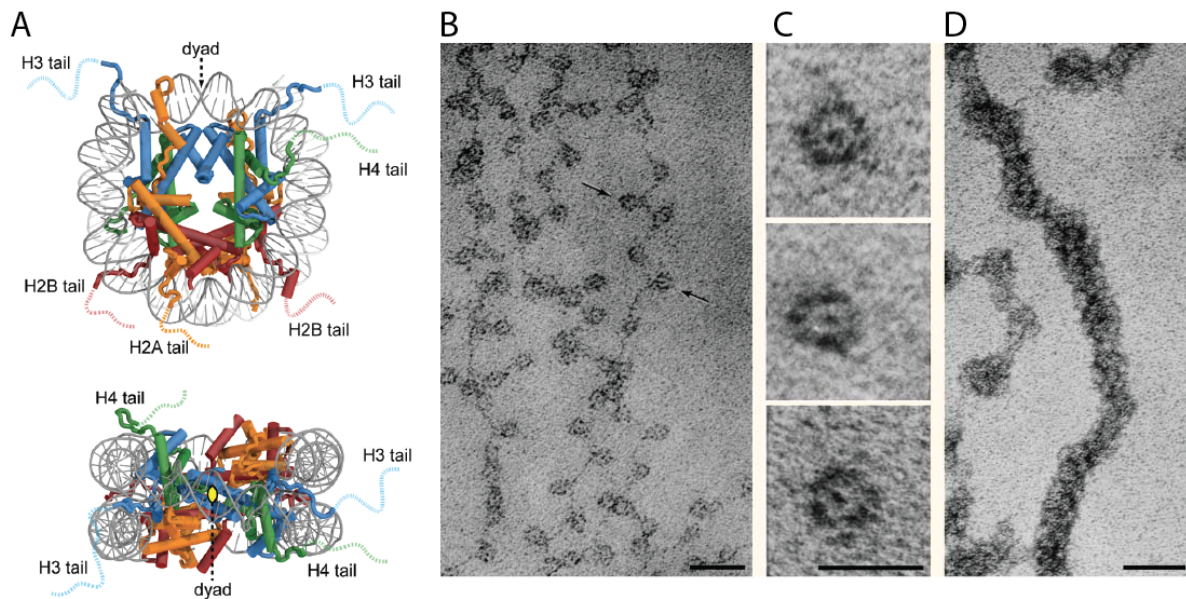 A
dyad
H3 tail
H3 tail
H4 tail
H2B tail
H2B tail
H2A tail
H4 tail
H3 tail
H3 tail
H4 tail
dyad
B
C
D